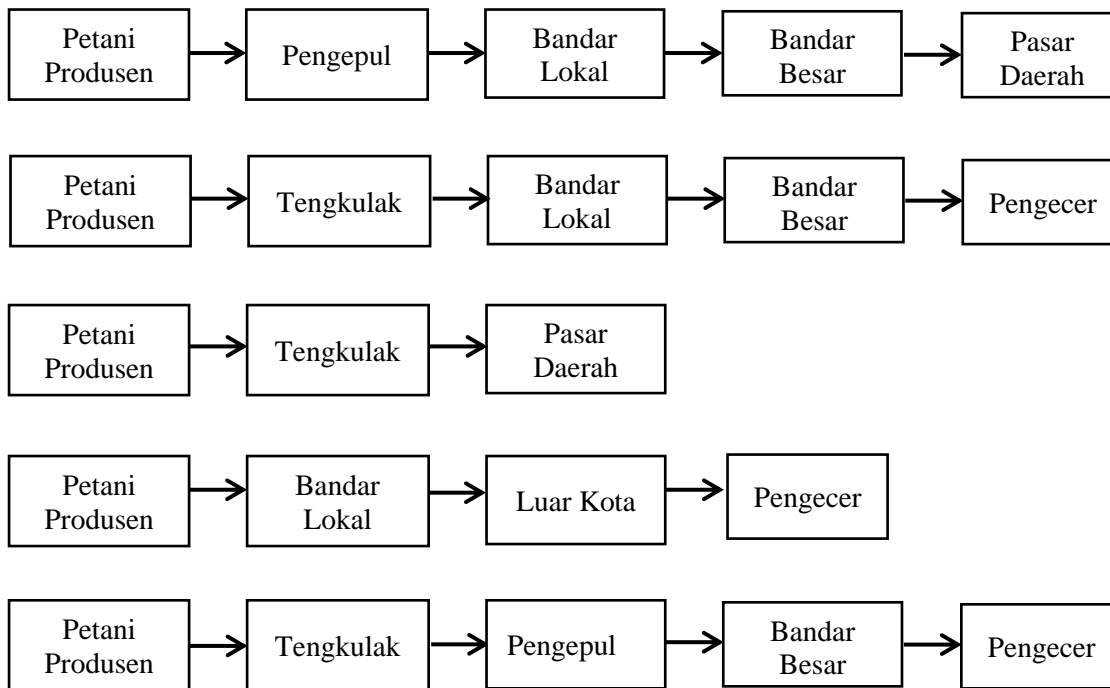 Petani
Produsen
Pengepul
Bandar
Lokal
Bandar
Besar
Pasar
Daerah
Petani
Produsen
Tengkulak
Bandar
Lokal
Bandar
Besar
Pengecer
Petani
Produsen
Tengkulak
Pasar
Daerah
Petani
Produsen
Bandar
Lokal
Luar Kota
Pengecer
Petani
Produsen
Tengkulak
Pengepul
Bandar
Besar
Pengecer